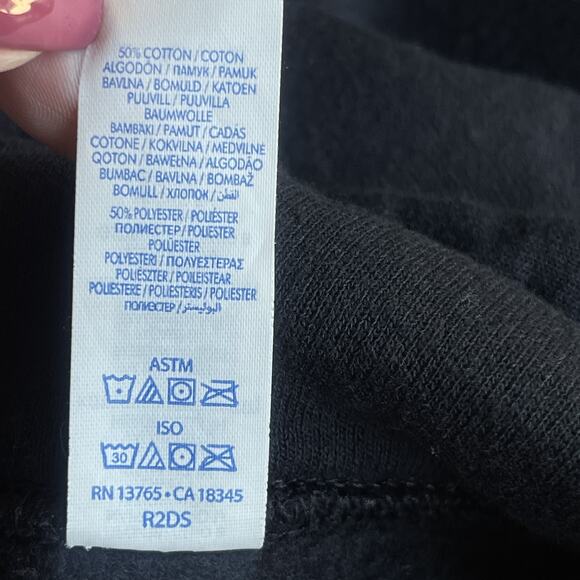 50% COTTON / COTON
ALGODÓN / ПАМУК / PAMUK
BAVLNA / BOMULD / KATOEN
PUUVILL / PUUVILLA
BAUMWOLLE
BAMBAKI / PAMUT / CADÁS
COTONE / KOKVILNA / MEDVILNĖ
QOTON / BAWEŁNA / ALGODÃO
BUMBAC / BAVLNA / BOMBAŽ
BOMULL / ХЛОПОК / القطن
50% POLYESTER / POLIÉSTER
ПОЛИЕСТЕР / POLIESTER
POLÜESTER
POLYESTERI / ΠΟΛΥΕΣΤΕΡΑΣ
POLIÉSZTER / POILEISTEAR
POLIESTERE / POLIESTERIS / POLIESTER
ПОЛИЭСТЕР / البوليستر
ASTM
ISO
30
RN 13765 • CA 18345
R2DS